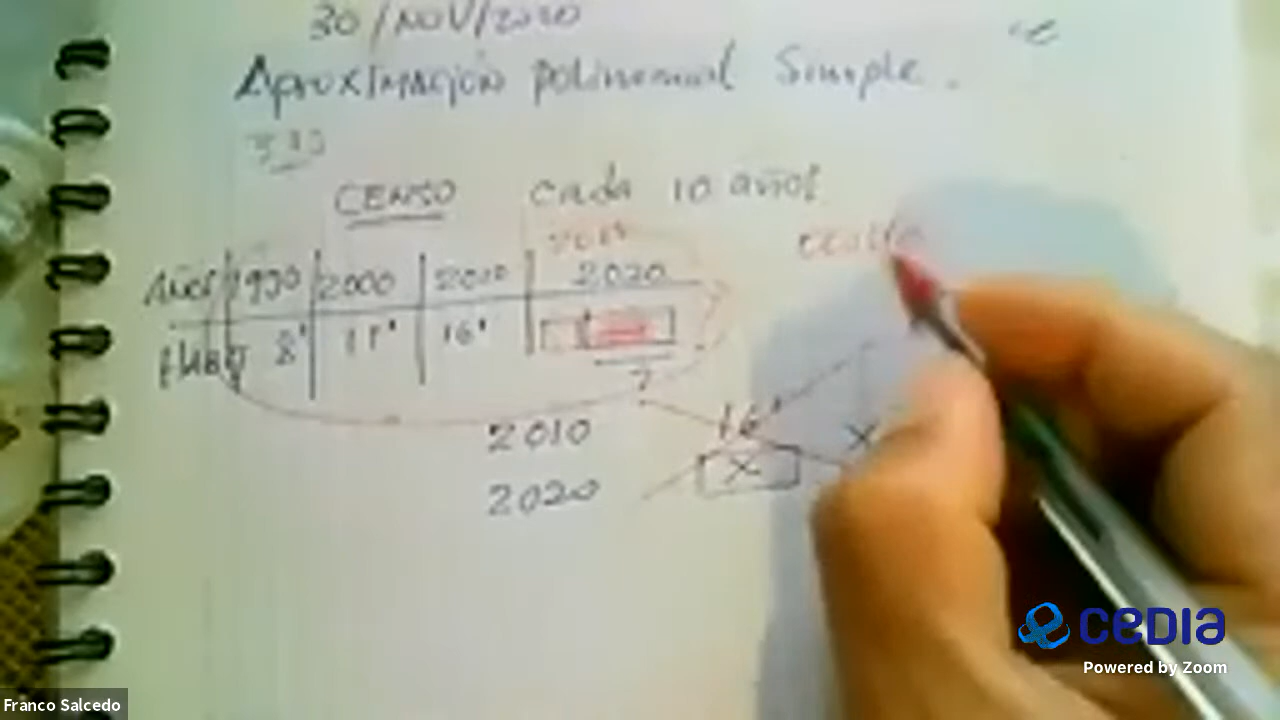 30/NOV/2020
Aproximación polinomial Simple.
CENSO cada 10 años
Años 1990 2000 2010 2020
#Hab 8' 11' 16'
?
2010 16' X
2020 X
CEDIA
Powered by Zoom
Franco Salcedo